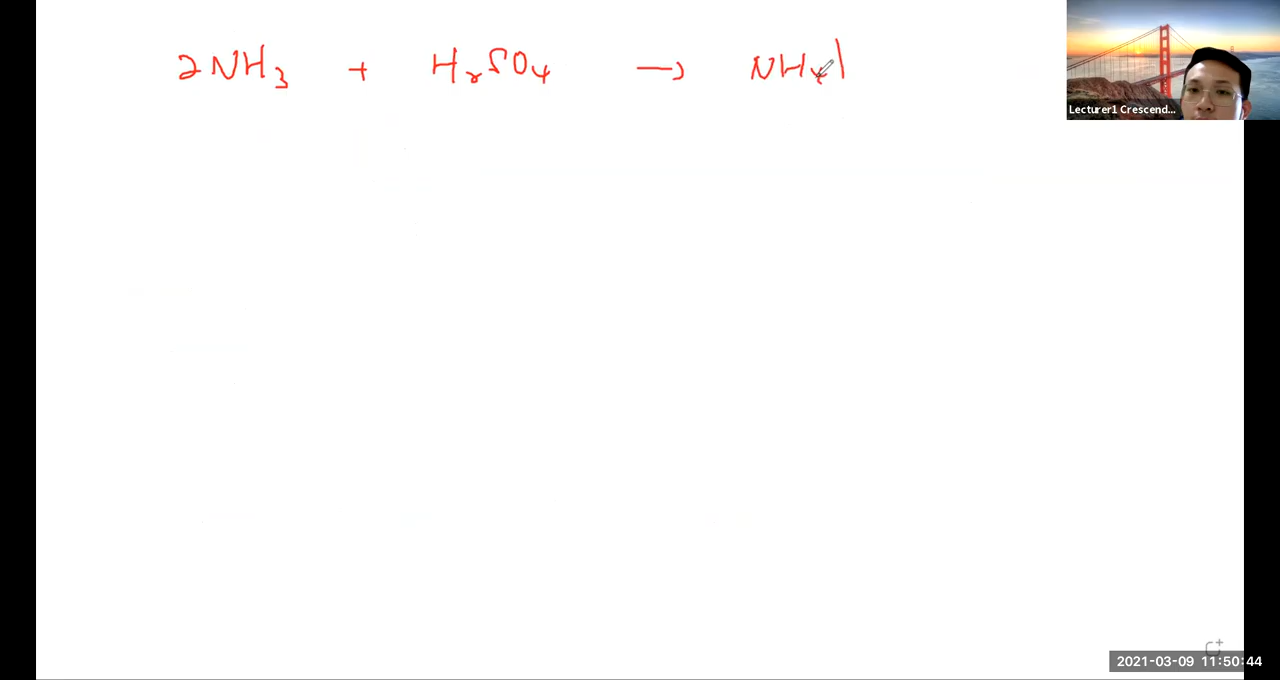 2NH3 + H2SO4 → NH4)
Lecturer1 Crescend...
2021-03-09 11:50:44